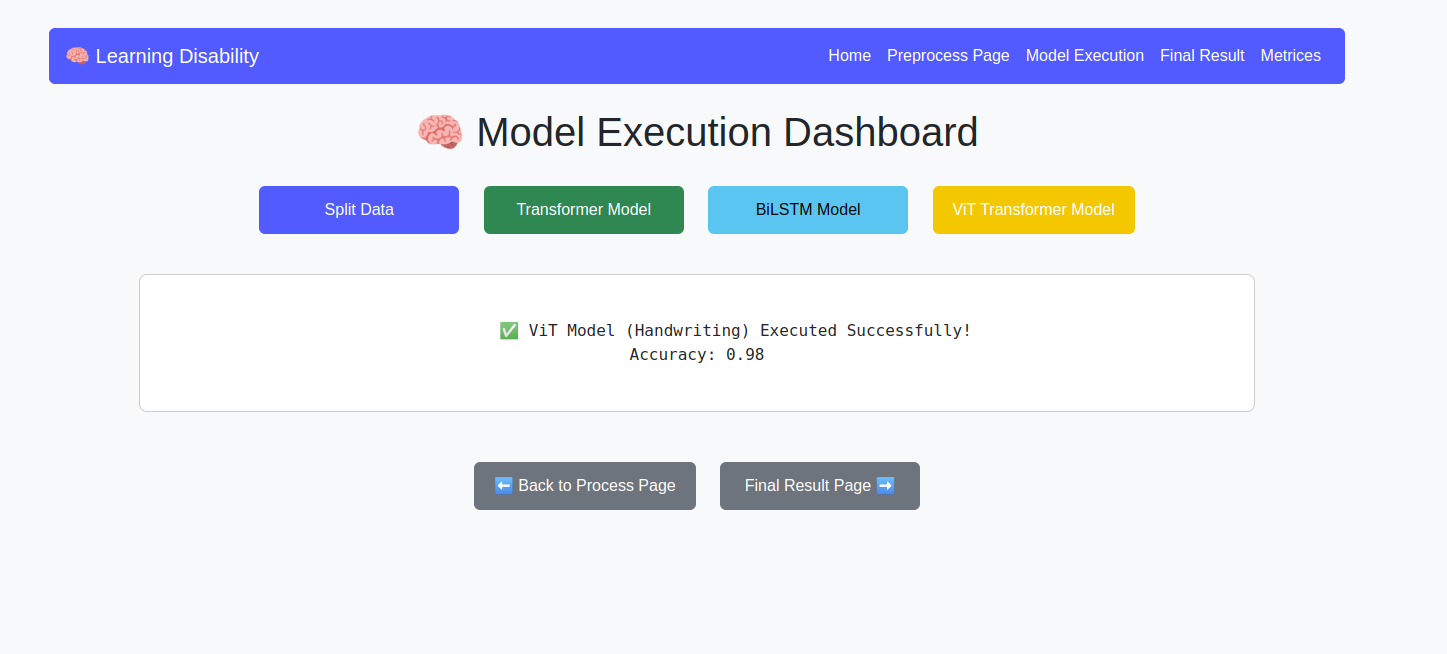 🧠 Learning Disability
Home Preprocess Page Model Execution Final Result Metrices
🧠 Model Execution Dashboard
Split Data
Transformer Model
BiLSTM Model
ViT Transformer Model
✅ ViT Model (Handwriting) Executed Successfully!
Accuracy: 0.98
⬅️ Back to Process Page
Final Result Page ➡️